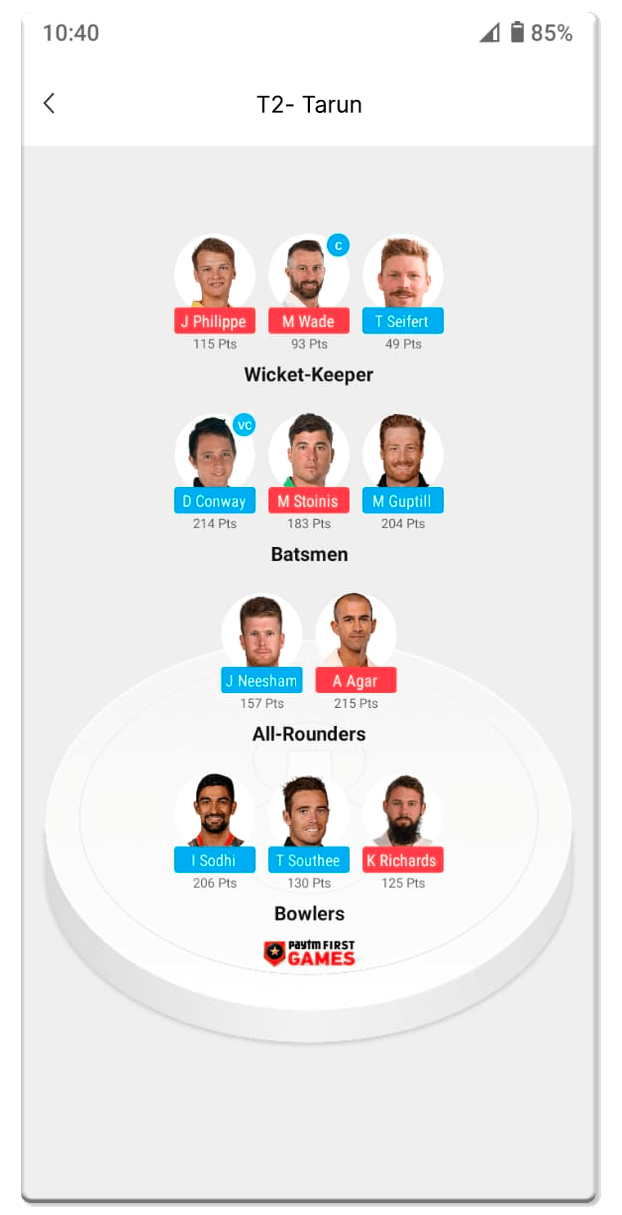 10:40 85%
T2- Tarun
C
J Philippe M Wade T Seifert
115 Pts 93 Pts 49 Pts
Wicket-Keeper
VC
D Conway M Stoinis M Guptill
214 Pts 183 Pts 204 Pts
Batsmen
J Neesham A Agar
157 Pts 215 Pts
All-Rounders
I Sodhi T Southee K Richards
206 Pts 130 Pts 125 Pts
Bowlers
Paytm FIRST
GAMES